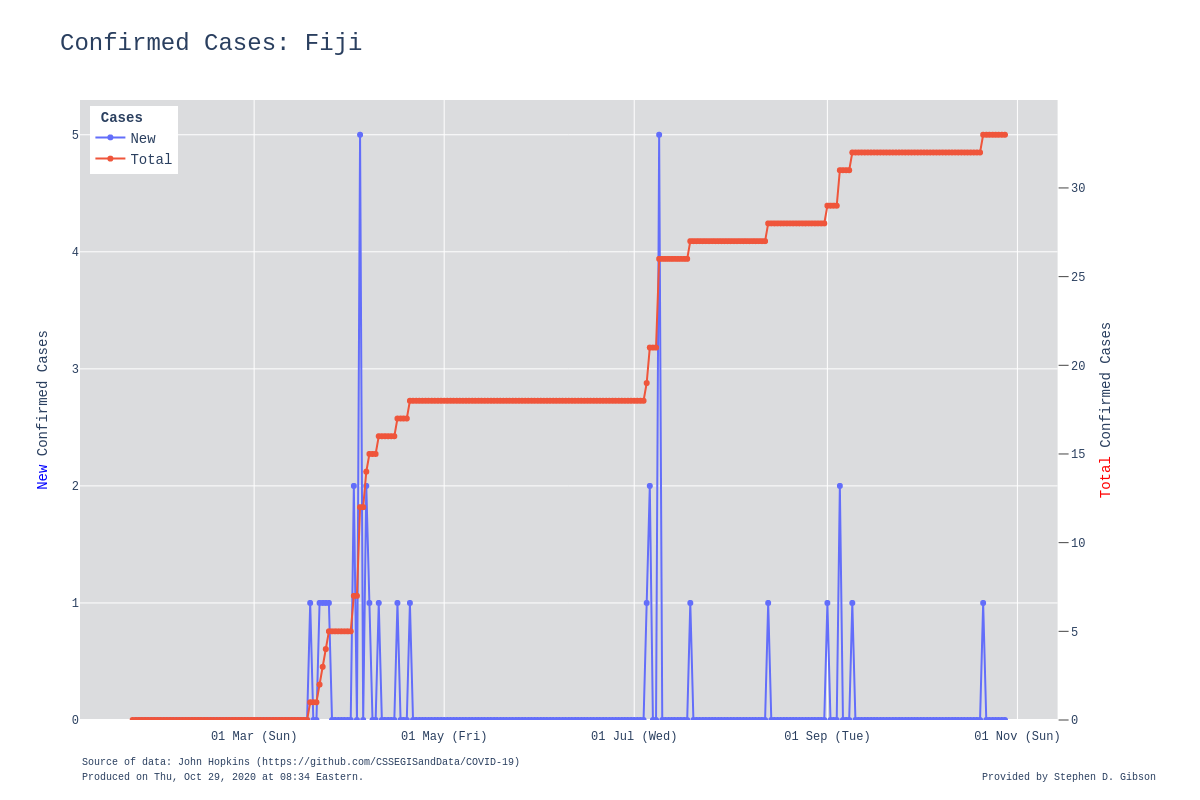 Confirmed Cases: Fiji
Cases
New
Total
5
4
3
2
1
0
New Confirmed Cases
30
25
20
15
10
5
0
Total Confirmed Cases
01 Mar (Sun)
01 May (Fri)
01 Jul (Wed)
01 Sep (Tue)
01 Nov (Sun)
Source of data: John Hopkins (https://github.com/CSSEGISandData/COVID-19)
Produced on Thu, Oct 29, 2020 at 08:34 Eastern.
Provided by Stephen D. Gibson